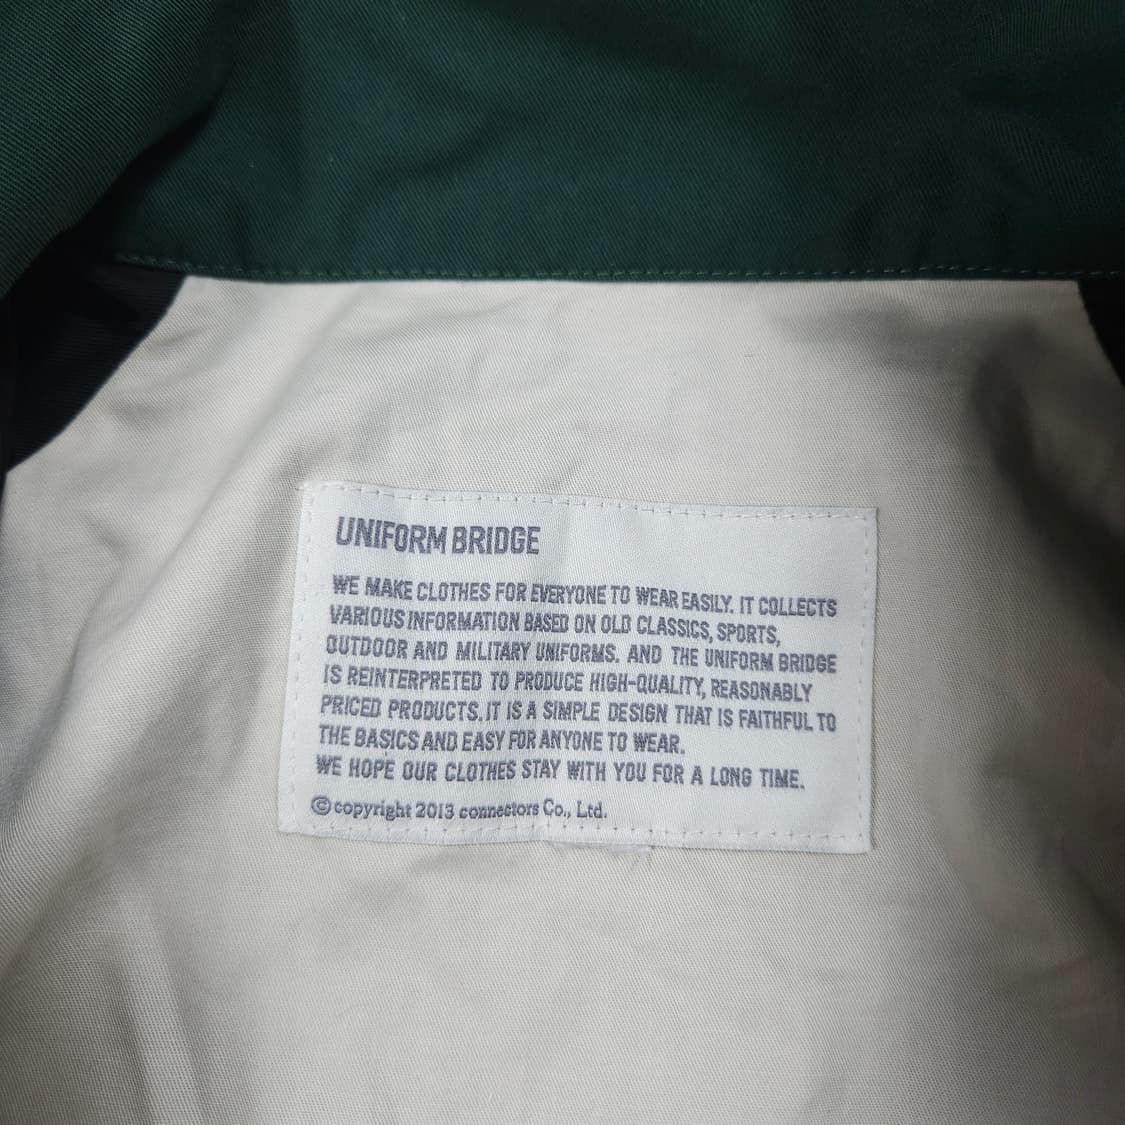 UNIFORM BRIDGE
WE MAKE CLOTHES FOR EVERYONE TO WEAR EASILY. IT COLLECTS
VARIOUS INFORMATION BASED ON OLD CLASSICS, SPORTS,
OUTDOOR AND MILITARY UNIFORMS. AND THE UNIFORM BRIDGE
IS REINTERPRETED TO PRODUCE HIGH-QUALITY, REASONABLY
PRICED PRODUCTS. IT IS A SIMPLE DESIGN THAT IS FAITHFUL TO
THE BASICS AND EASY FOR ANYONE TO WEAR.
WE HOPE OUR CLOTHES STAY WITH YOU FOR A LONG TIME.
© copyright 2013 connectors Co., Ltd.